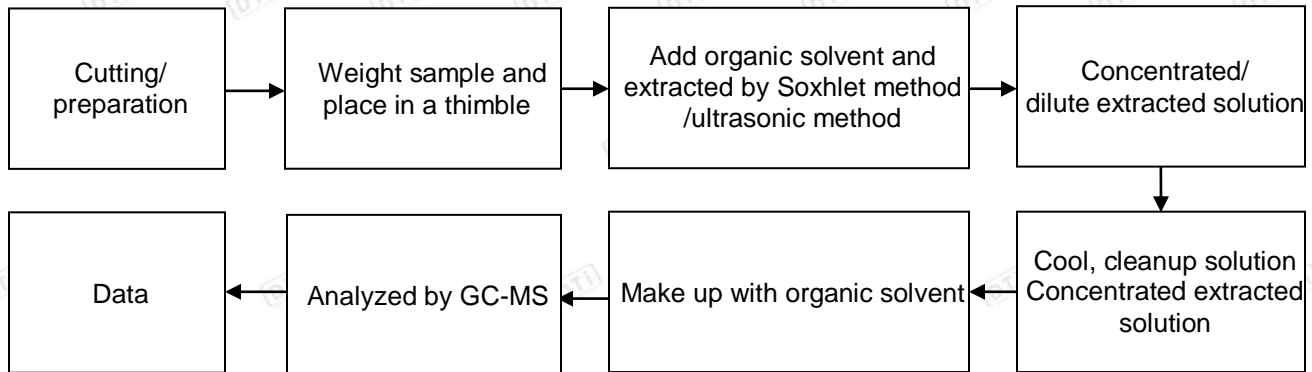 Cutting/
preparation
Weight sample and
place in a thimble
Add organic solvent and
extracted by Soxhlet method
/ultrasonic method
Concentrated/
dilute extracted solution
Cool, cleanup solution
Concentrated extracted
solution
Make up with organic solvent
Analyzed by GC-MS
Data